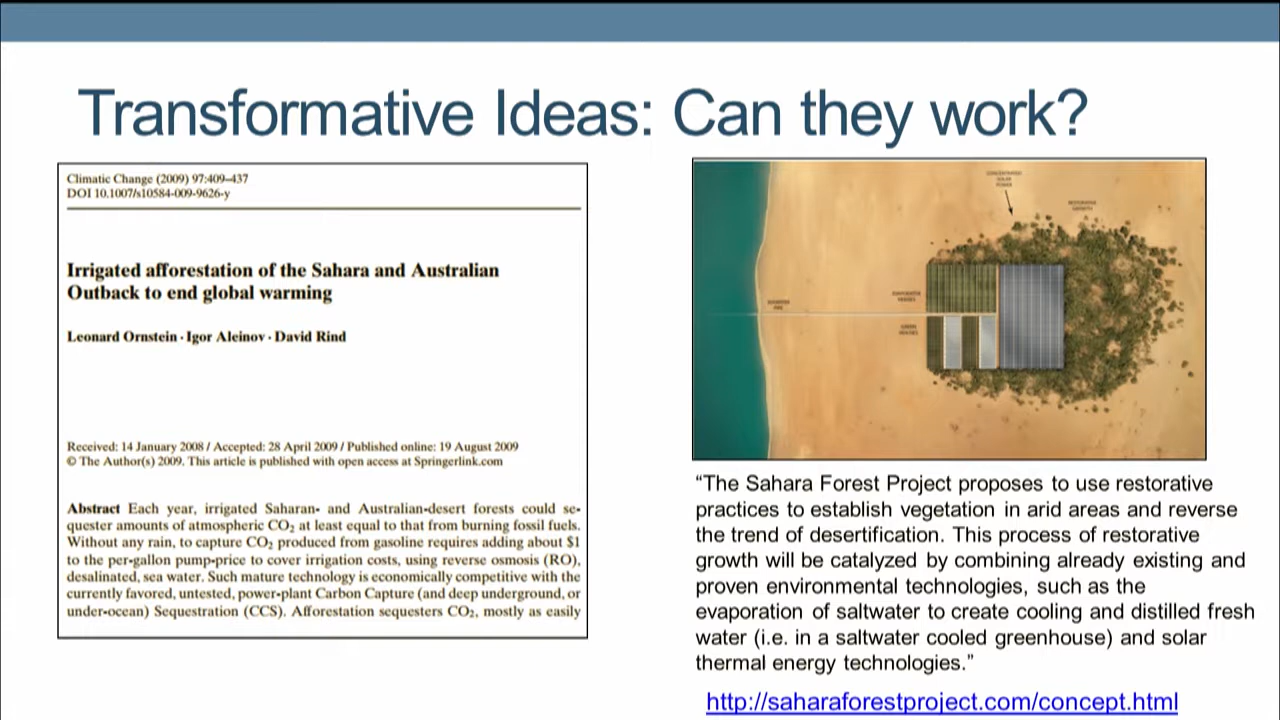 Transformative Ideas: Can they work?
Climatic Change (2009) 97:409–437
DOI 10.1007/s10584-009-9626-y
Irrigated afforestation of the Sahara and Australian
Outback to end global warming
Leonard Ornstein · Igor Aleinov · David Rind
Received: 14 January 2008 / Accepted: 28 April 2009 / Published online: 19 August 2009
© The Author(s) 2009. This article is published with open access at Springerlink.com
Abstract Each year, irrigated Saharan- and Australian-desert forests could se-
quester amounts of atmospheric CO₂ at least equal to that from burning fossil fuels.
Without any rain, to capture CO₂ produced from gasoline requires adding about $1
to the per-gallon pump-price to cover irrigation costs, using reverse osmosis (RO),
desalinated, sea water. Such mature technology is economically competitive with the
currently favored, untested, power-plant Carbon Capture (and deep underground, or
under-ocean) Sequestration (CCS). Afforestation sequesters CO₂, mostly as easily
CONCENTRATED
SOLAR
POWER
GREEN
HOUSES
“The Sahara Forest Project proposes to use restorative
practices to establish vegetation in arid areas and reverse
the trend of desertification. This process of restorative
growth will be catalyzed by combining already existing and
proven environmental technologies, such as the
evaporation of saltwater to create cooling and distilled fresh
water (i.e. in a saltwater cooled greenhouse) and solar
thermal energy technologies.”
http://saharaforestproject.com/concept.html